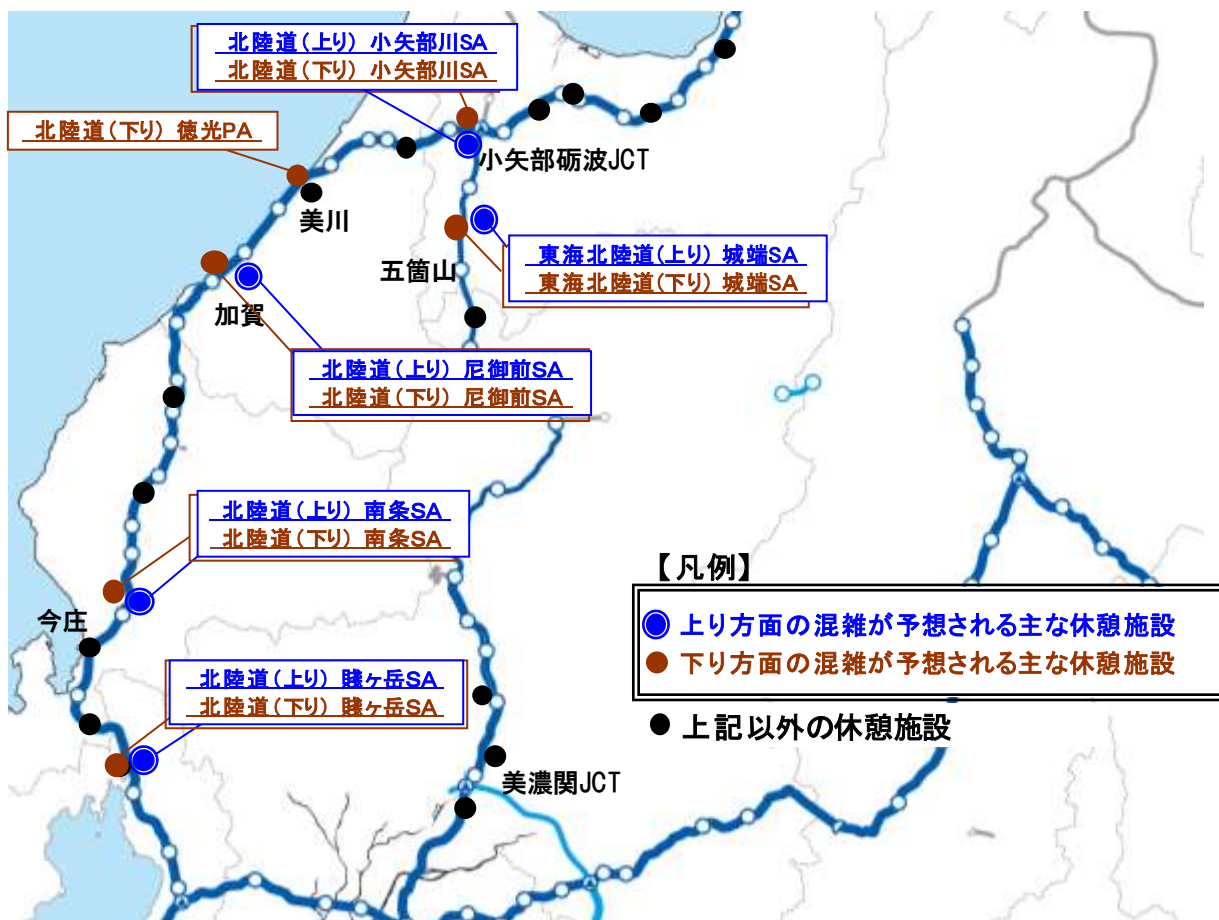 北陸道(上り) 小矢部川SA
北陸道(下り) 小矢部川SA
北陸道(下り) 徳光PA
小矢部砺波JCT
美川
東海北陸道(上り) 城端SA
東海北陸道(下り) 城端SA
五箇山
加賀
北陸道(上り) 尼御前SA
北陸道(下り) 尼御前SA
北陸道(上り) 南条SA
北陸道(下り) 南条SA
【凡例】
上り方面の混雑が予想される主な休憩施設
下り方面の混雑が予想される主な休憩施設
上記以外の休憩施設
今庄
北陸道(上り) 賤ヶ岳SA
北陸道(下り) 賤ヶ岳SA
美濃関JCT